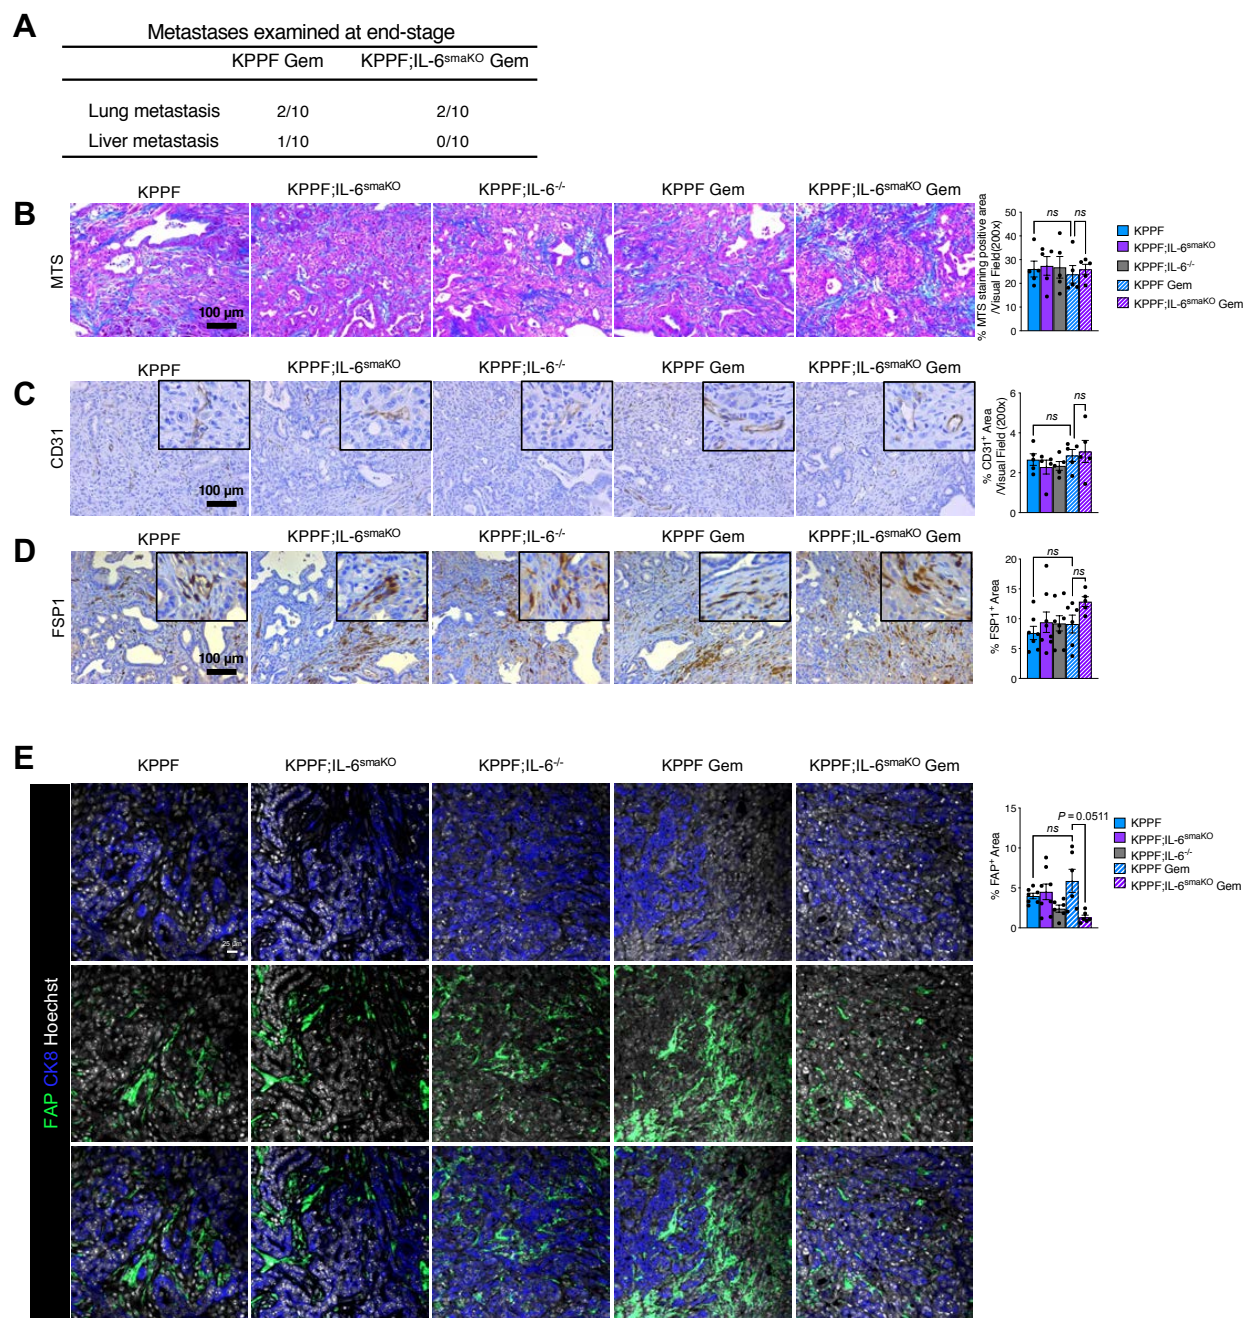 A
Metastases examined at end-stage
KPPF Gem KPPF;IL-6smaKO Gem
Lung metastasis 2/10 2/10
Liver metastasis 1/10 0/10
B
KPPF KPPF;IL-6smaKO KPPF;IL-6-/- KPPF Gem KPPF;IL-6smaKO Gem
MTS
100 µm
% MTS staining positive area
/Visual Field(200x)
50
40
30
20
10
0
ns ns
KPPF
KPPF;IL-6smaKO
KPPF;IL-6-/-
KPPF Gem
KPPF;IL-6smaKO Gem
C
KPPF KPPF;IL-6smaKO KPPF;IL-6-/- KPPF Gem KPPF;IL-6smaKO Gem
CD31
100 µm
% CD31+ Area
/Visual Field (200x)
6
4
2
0
ns ns
D
KPPF KPPF;IL-6smaKO KPPF;IL-6-/- KPPF Gem KPPF;IL-6smaKO Gem
FSP1
100 µm
% FSP1+ Area
20
15
10
5
0
ns
ns
E
KPPF KPPF;IL-6smaKO KPPF;IL-6-/- KPPF Gem KPPF;IL-6smaKO Gem
FAP CK8 Hoechst
25 µm
% FAP+ Area
15
10
5
0
P = 0.0511
ns
KPPF
KPPF;IL-6smaKO
KPPF;IL-6-/-
KPPF Gem
KPPF;IL-6smaKO Gem